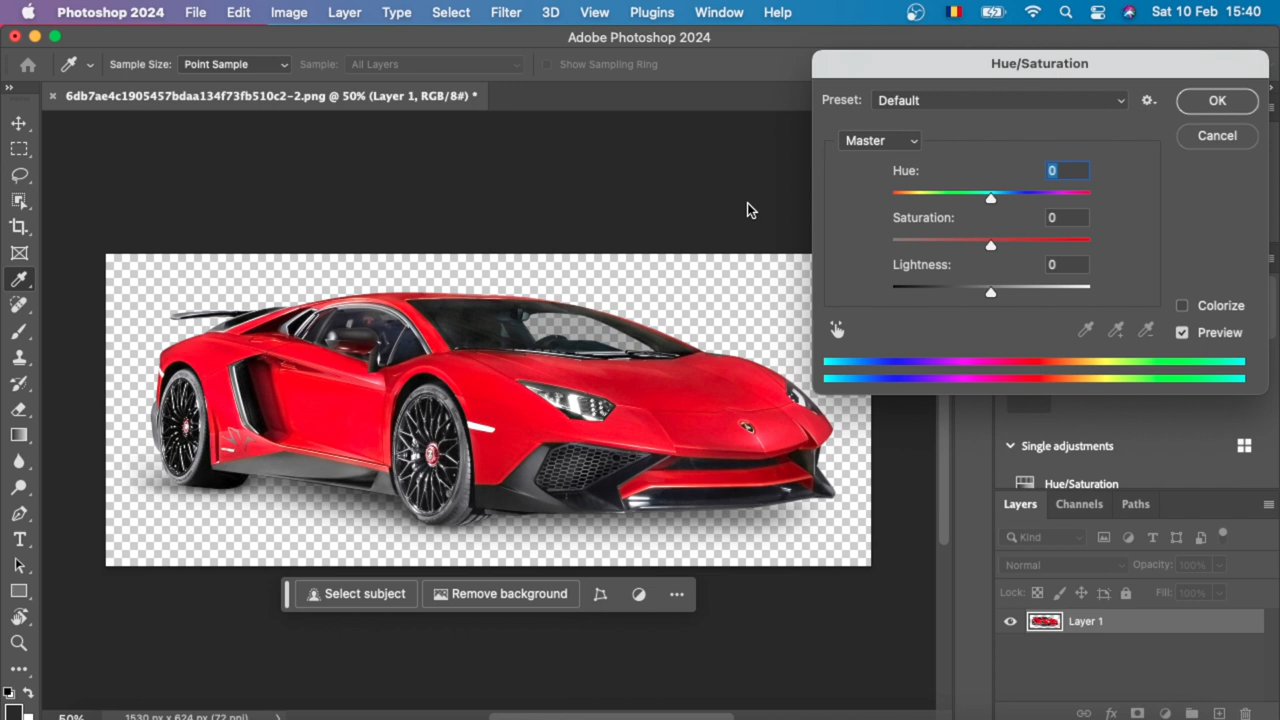 Photoshop 2024 File Edit Image Layer Type Select Filter 3D View Plugins Window Help Sat 10 Feb 15:40
Adobe Photoshop 2024
Sample Size: Point Sample Sample: All Layers Show Sampling Ring
6db7ae4c1905457bdaa134f73fb510c2-2.png @ 50% (Layer 1, RGB/8#) *
Hue/Saturation
Preset: Default
OK
Cancel
Master
Hue: 0
Saturation: 0
Lightness: 0
Colorize
Preview
Select subject Remove background
Single adjustments
Hue/Saturation
Layers Channels Paths
Kind
Normal Opacity: 100%
Lock: Fill: 100%
Layer 1
50% 1530 px x 624 px (72 ppi)